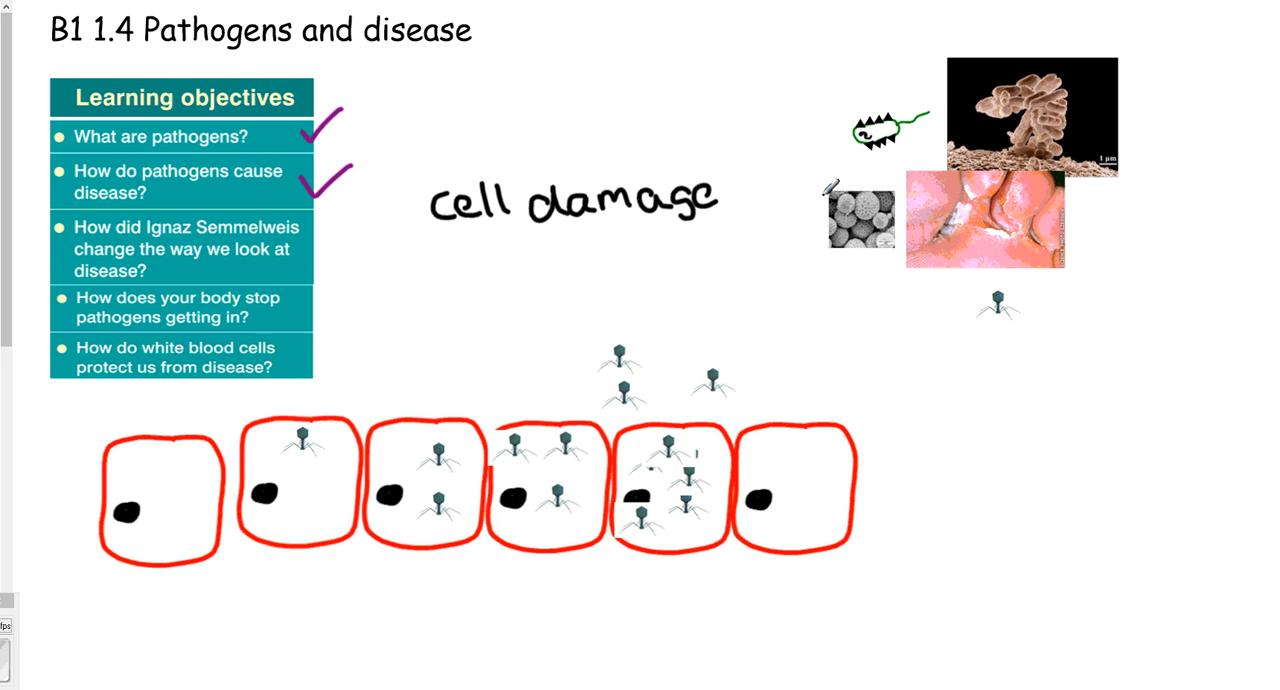 B1 1.4 Pathogens and disease
Learning objectives
What are pathogens?
How do pathogens cause
disease?
How did Ignaz Semmelweis
change the way we look at
disease?
How does your body stop
pathogens getting in?
How do white blood cells
protect us from disease?
cell damage
1 µm
fps